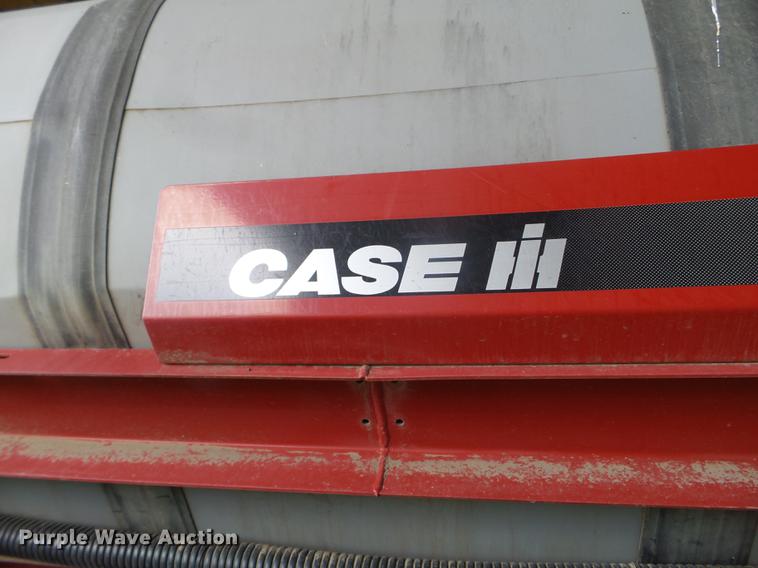 CASE IH
Purple Wave Auction